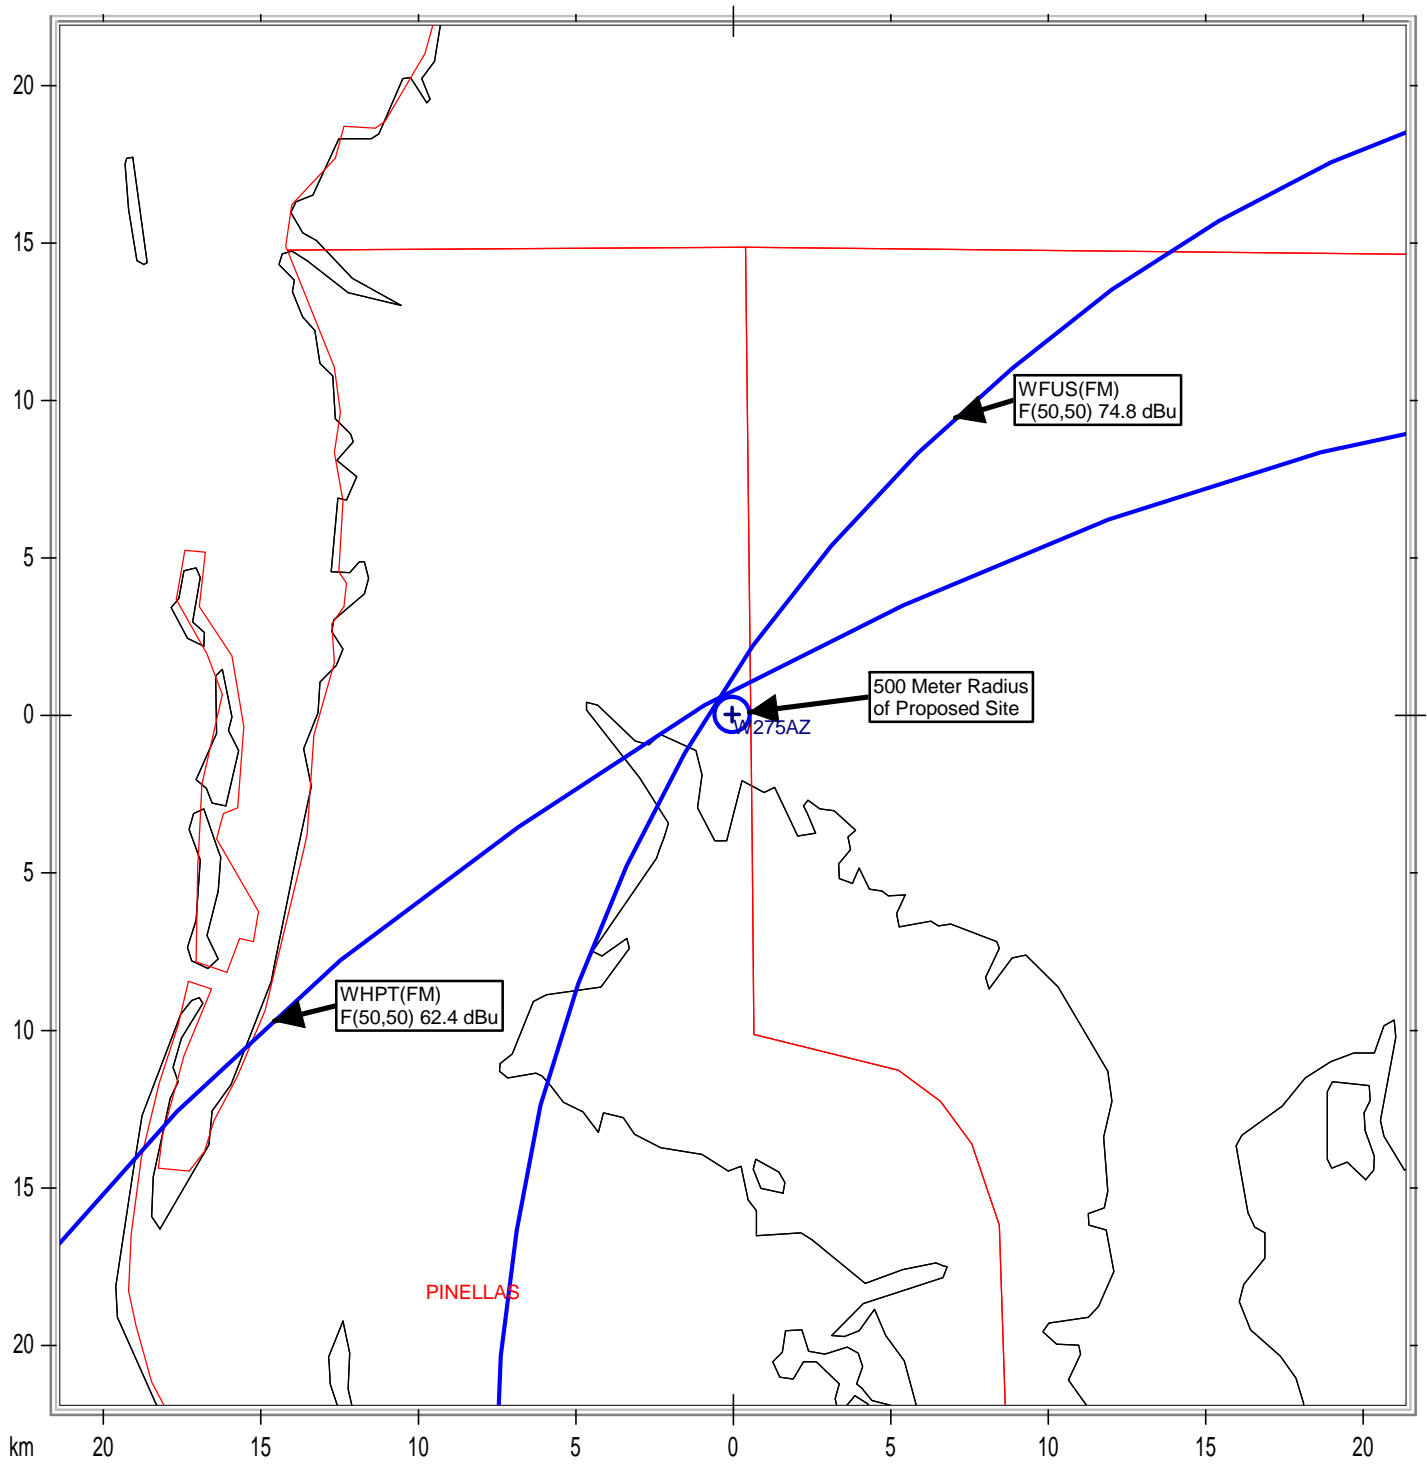 20
15
10
WFUS(FM)
F(50,50) 74.8 dBu
5
500 Meter Radius
of Proposed Site
0
W275AZ
5
WHPT(FM)
F(50,50) 62.4 dBu
10
15
PINELLAS
20
km 20 15 10 5 0 5 10 15 20